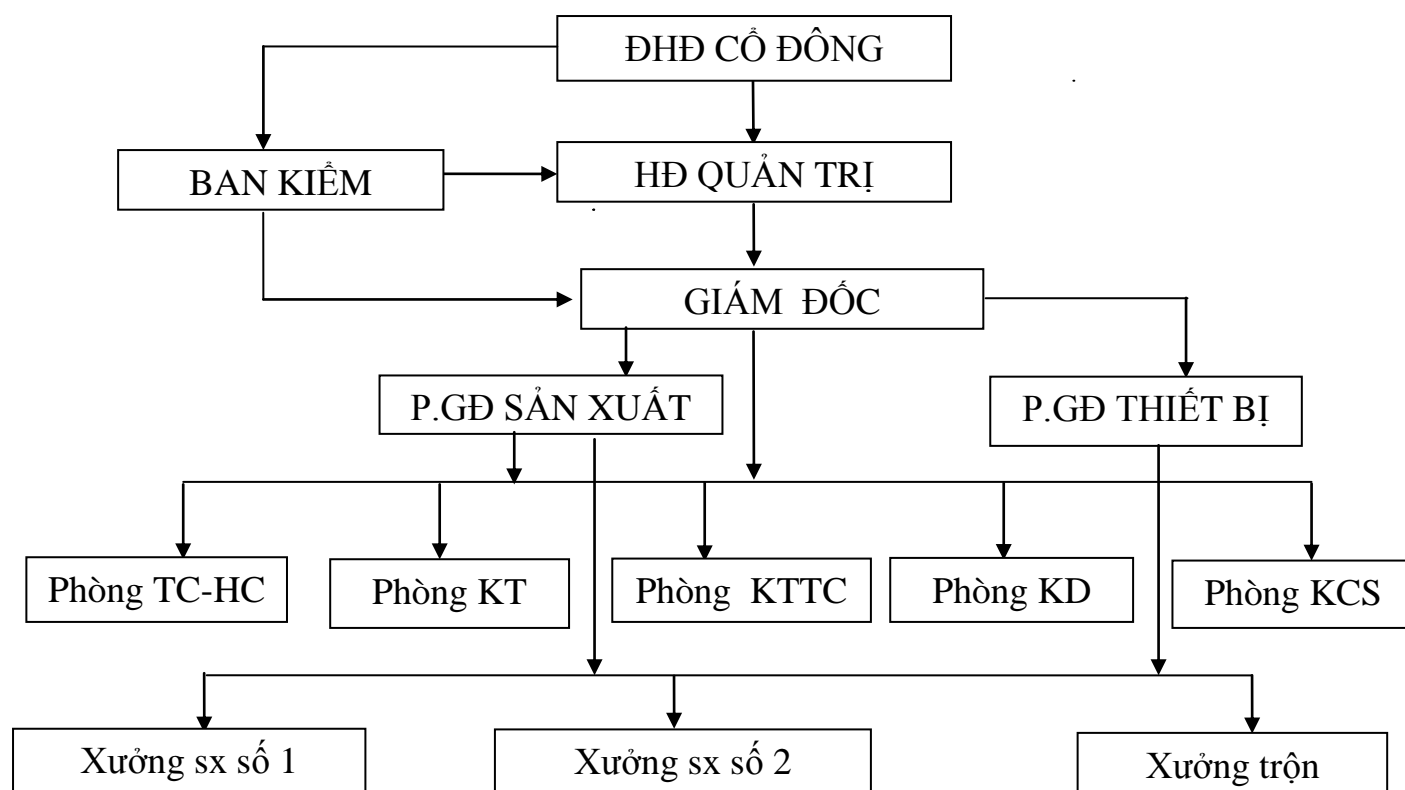 ĐHĐ CỔ ĐÔNG
BAN KIỂM
HĐ QUẢN TRỊ
GIÁM ĐỐC
P.GĐ SẢN XUẤT
P.GĐ THIẾT BỊ
Phòng TC-HC
Phòng KT
Phòng KTTC
Phòng KD
Phòng KCS
Xưởng sx số 1
Xưởng sx số 2
Xưởng trộn